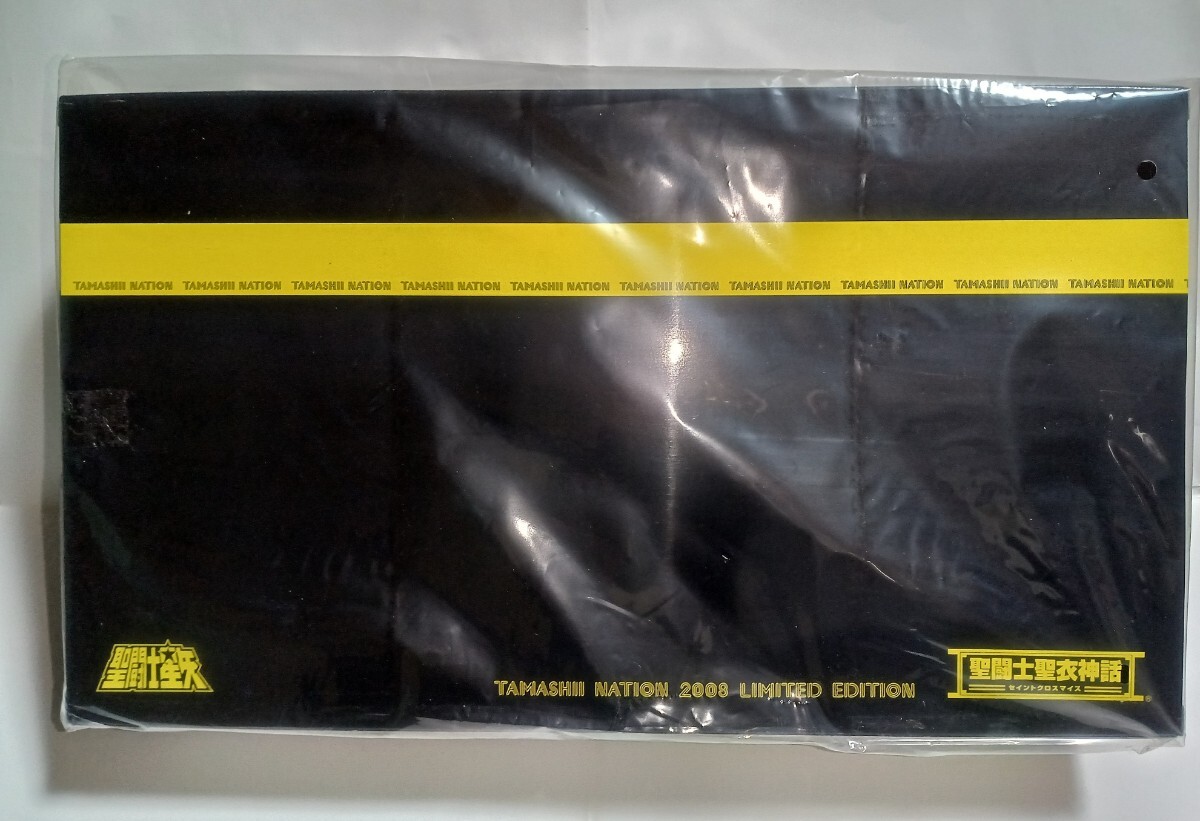 TAMASHII NATION TAMASHII NATION TAMASHII NATION TAMASHII NATION TAMASHII NATION TAMASHII NATION TAMASHII NATION TAMASHII NATION TAMASHII NATION TAMASHII NATION
聖闘士星矢
TAMASHII NATION 2008 LIMITED EDITION
聖闘士聖衣神話
セイントクロスマイス
®